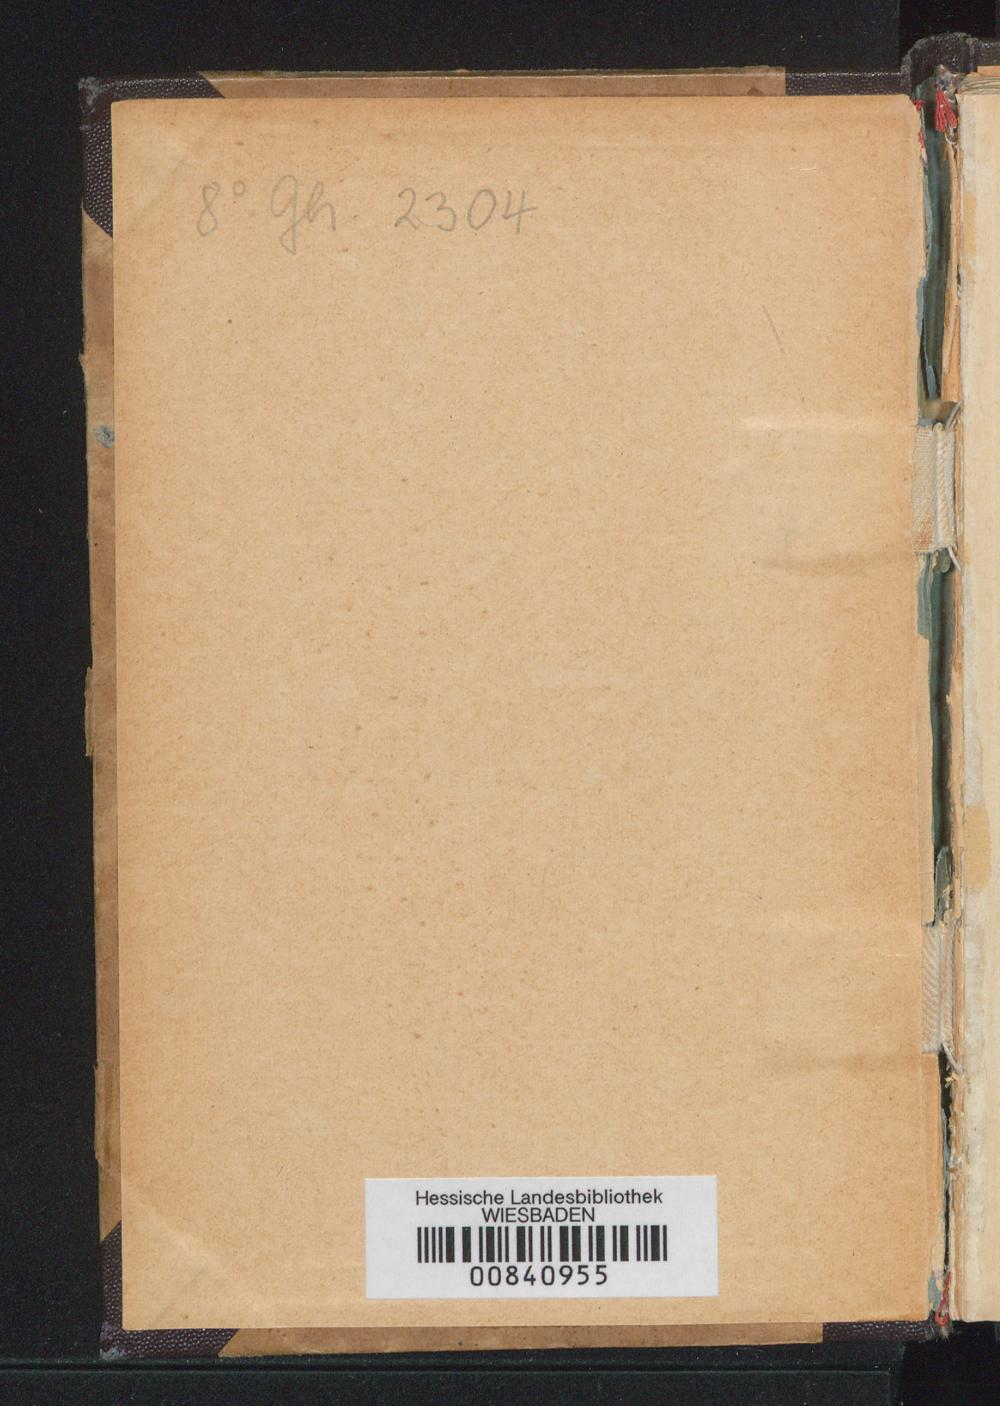 8° Gh 2304
Hessische Landesbibliothek
WIESBADEN
00840955